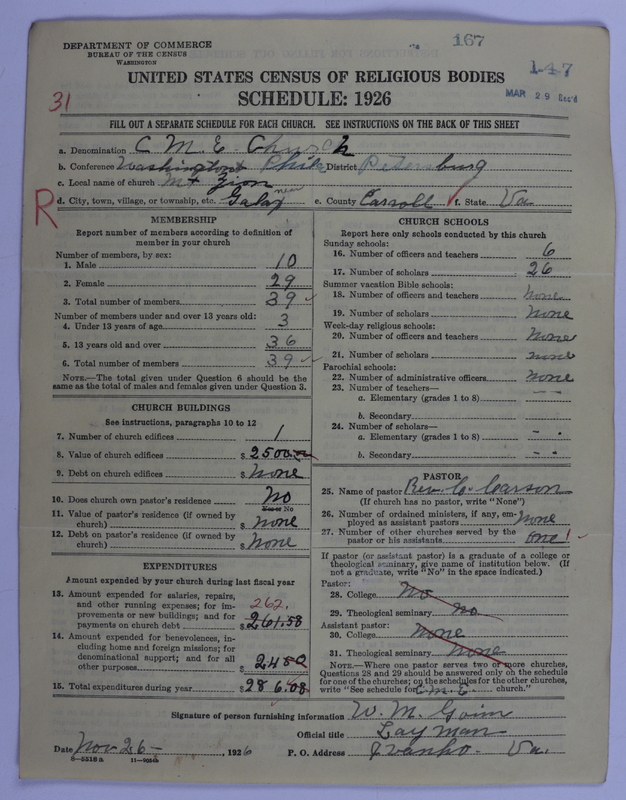 DEPARTMENT OF COMMERCE
BUREAU OF THE CENSUS
WASHINGTON
167
147
MAR 29 Rec'd
31
UNITED STATES CENSUS OF RELIGIOUS BODIES
SCHEDULE: 1926
FILL OUT A SEPARATE SCHEDULE FOR EACH CHURCH. SEE INSTRUCTIONS ON THE BACK OF THIS SHEET
a. Denomination C M. E. Church
b. Conference Washington & Phila District Petersburg
c. Local name of church Mt Zion
R
d. City, town, village, or township, etc. near Galax e. County Carroll f. State Va.
MEMBERSHIP
Report number of members according to definition of member in your church
Number of members, by sex:
1. Male 10
2. Female 29
3. Total number of members 39
Number of members under and over 13 years old:
4. Under 13 years of age 3
5. 13 years old and over 36
6. Total number of members 39
NOTE.—The total given under Question 6 should be the same as the total of males and females given under Question 3.
CHURCH BUILDINGS
See instructions, paragraphs 10 to 12
7. Number of church edifices 1
8. Value of church edifices $ 2500.00
9. Debt on church edifices $ None
10. Does church own pastor's residence No
Yes or No
11. Value of pastor's residence (if owned by church) $ None
12. Debt on pastor's residence (if owned by church) $ None
EXPENDITURES
Amount expended by your church during last fiscal year
13. Amount expended for salaries, repairs, and other running expenses; for improvements or new buildings; and for payments on church debt 262. $ 261.58
14. Amount expended for benevolences, including home and foreign missions; for denominational support; and for all other purposes $ 24.50
15. Total expenditures during year $ 286.08
CHURCH SCHOOLS
Report here only schools conducted by this church
Sunday schools:
16. Number of officers and teachers 6
17. Number of scholars 26
Summer vacation Bible schools:
18. Number of officers and teachers none
19. Number of scholars None
Week-day religious schools:
20. Number of officers and teachers None
21. Number of scholars none
Parochial schools:
22. Number of administrative officers None
23. Number of teachers—
a. Elementary (grades 1 to 8)
b. Secondary
24. Number of scholars—
a. Elementary (grades 1 to 8)
b. Secondary
PASTOR
25. Name of pastor Rev. C. Carson
(If church has no pastor, write "None")
26. Number of ordained ministers, if any, employed as assistant pastors none
27. Number of other churches served by the pastor or his assistants one 1
If pastor (or assistant pastor) is a graduate of a college or theological seminary, give name of institution below. (If not a graduate, write "No" in the space indicated.)
Pastor:
28. College No
29. Theological seminary no
Assistant pastor:
30. College None
31. Theological seminary None
NOTE.—Where one pastor serves two or more churches, Questions 28 and 29 should be answered only on the schedule for one of the churches; on the schedules for the other churches, write "See schedule for C M. E. church."
Signature of person furnishing information W. M. Goin
Official title Layman
Date Nov 26 — , 1926 P. O. Address Ivanho. Va.